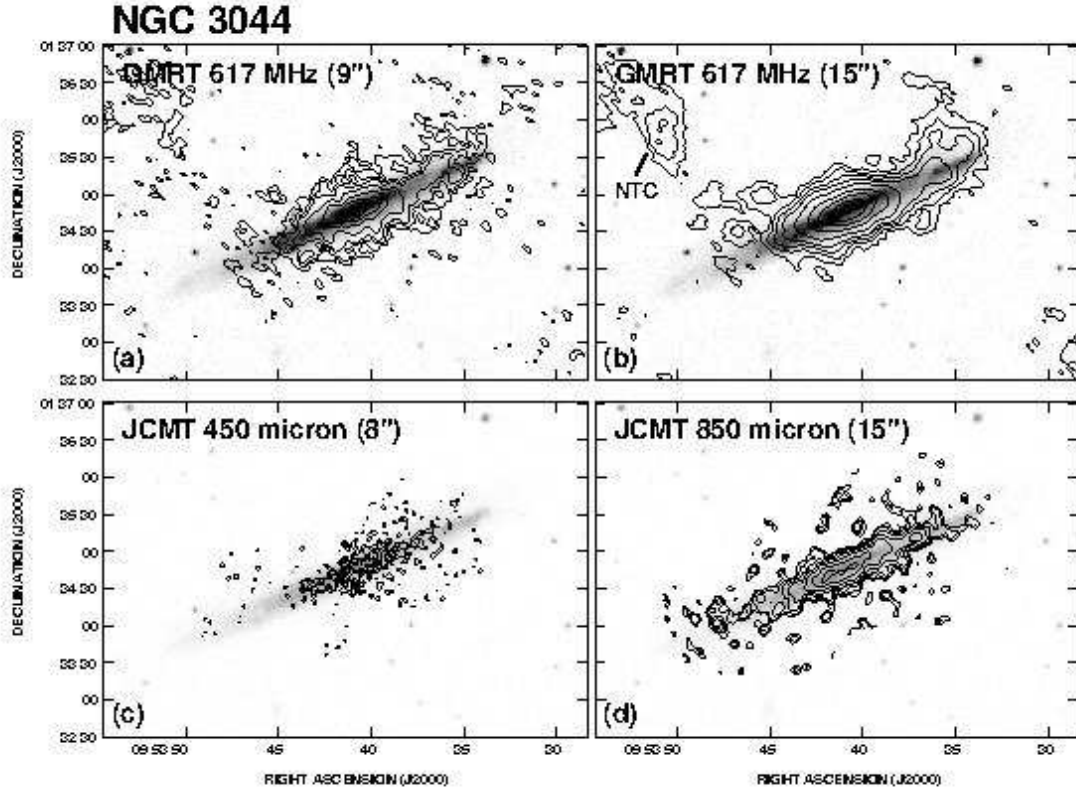 NGC 3044
01 37 00
36 30
00
35 30
00
34 30
00
33 30
00
32 30
DECLINATION (J2000)
GMRT 617 MHz (9")
(a)
GMRT 617 MHz (15")
NTC
(b)
01 37 00
36 30
00
35 30
00
34 30
00
33 30
00
32 30
DECLINATION (J2000)
JCMT 450 micron (8")
(c)
JCMT 850 micron (15")
(d)
09 53 50
45
40
35
30
09 53 50
45
40
35
30
RIGHT ASCENSION (J2000)
RIGHT ASCENSION (J2000)